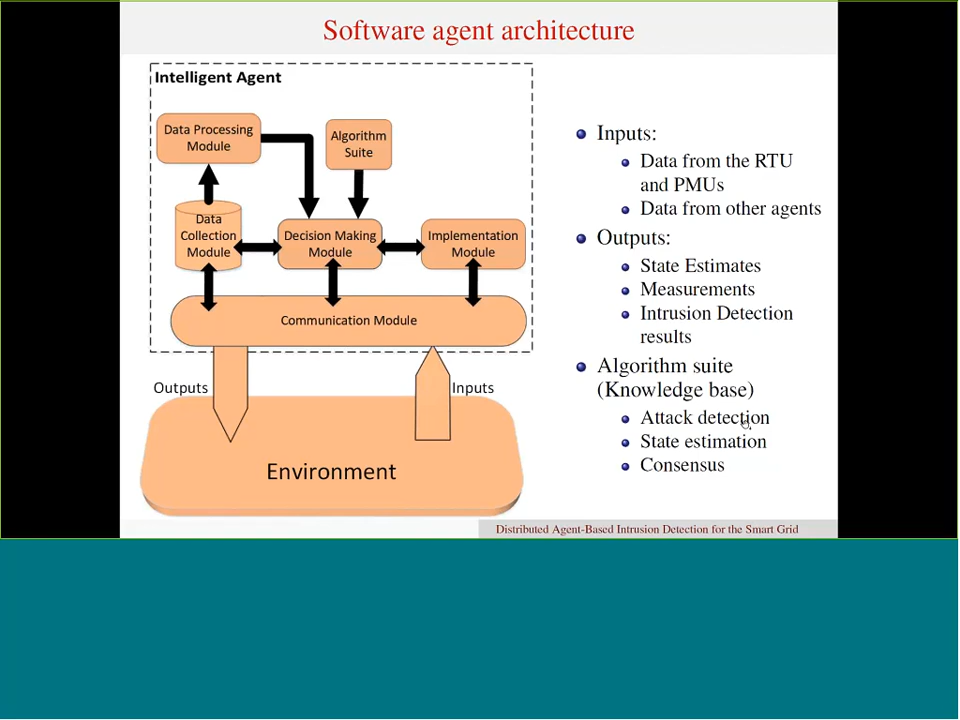 Software agent architecture
Intelligent Agent
Data Processing
Module
Algorithm
Suite
Data
Collection
Module
Decision Making
Module
Implementation
Module
Communication Module
Outputs
Inputs
Environment
Inputs:
Data from the RTU
and PMUs
Data from other agents
Outputs:
State Estimates
Measurements
Intrusion Detection
results
Algorithm suite
(Knowledge base)
Attack detection
State estimation
Consensus
Distributed Agent-Based Intrusion Detection for the Smart Grid